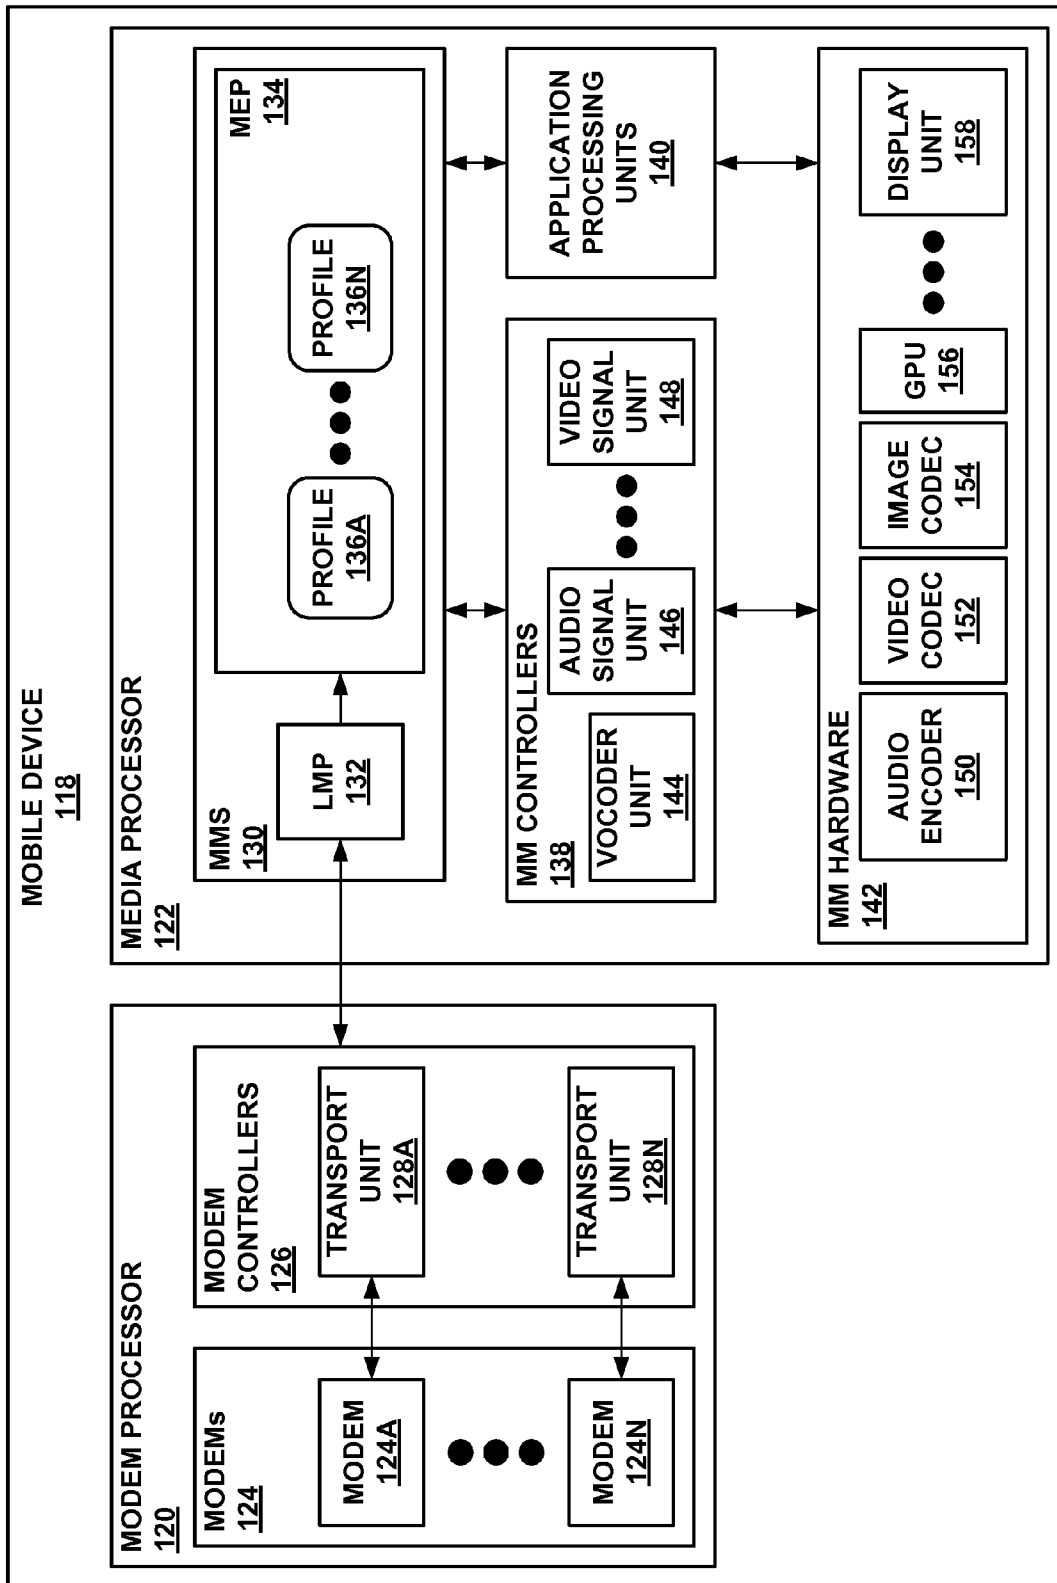 MOBILE DEVICE
118
MODEM PROCESSOR
120
MODEMs
124
MODEM
124A
MODEM
124N
MODEM
CONTROLLERS
126
TRANSPORT
UNIT
128A
TRANSPORT
UNIT
128N
MEDIA PROCESSOR
122
MMS
130
LMP
132
MEP
134
PROFILE
136A
PROFILE
136N
MM CONTROLLERS
138
VOCODER
UNIT
144
AUDIO
SIGNAL
UNIT
146
VIDEO
SIGNAL
UNIT
148
APPLICATION
PROCESSING
UNITS
140
MM HARDWARE
142
AUDIO
ENCODER
150
VIDEO
CODEC
152
IMAGE
CODEC
154
GPU
156
DISPLAY
UNIT
158